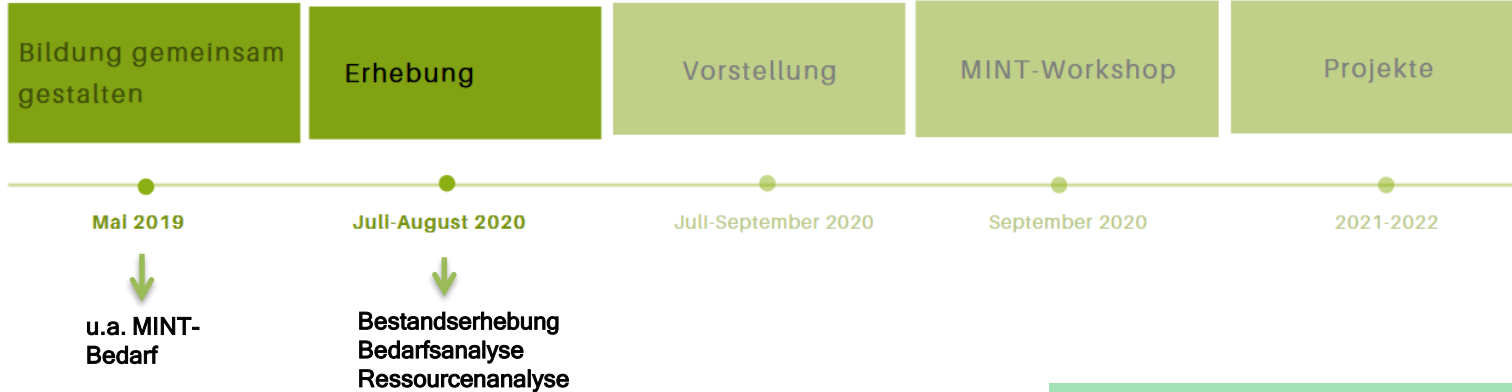 Bildung gemeinsam
gestalten
Erhebung
Vorstellung
MINT-Workshop
Projekte
Mai 2019
Juli-August 2020
Juli-September 2020
September 2020
2021-2022
u.a. MINT-
Bedarf
Bestandserhebung
Bedarfsanalyse
Ressourcenanalyse